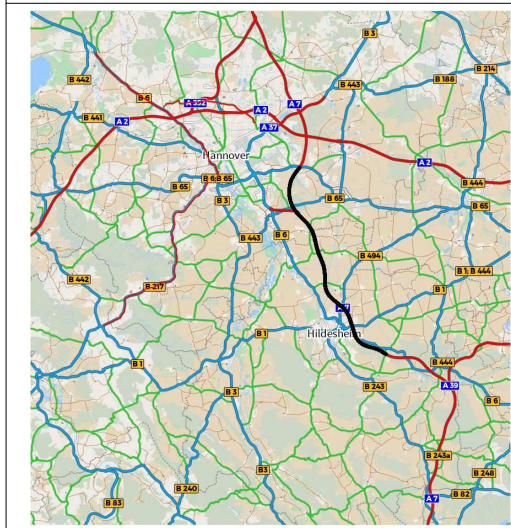 B 3
B 214
B 442
B 188
B 443
B 6
A 352
A 7
A 2
B 441
A 2
A 37
Hannover
A 2
B 6;B 65
B 65
B 444
B 3
B 65
B 65
B 443
B 6
B 494
B 1; B 444
B 442
B 217
B 1
A 7
Hildesheim
B 1
B 1
B 444
B 243
A 39
B 3
B 6
B 243a
B3
B 248
B 240
B 83
A 7
B 82